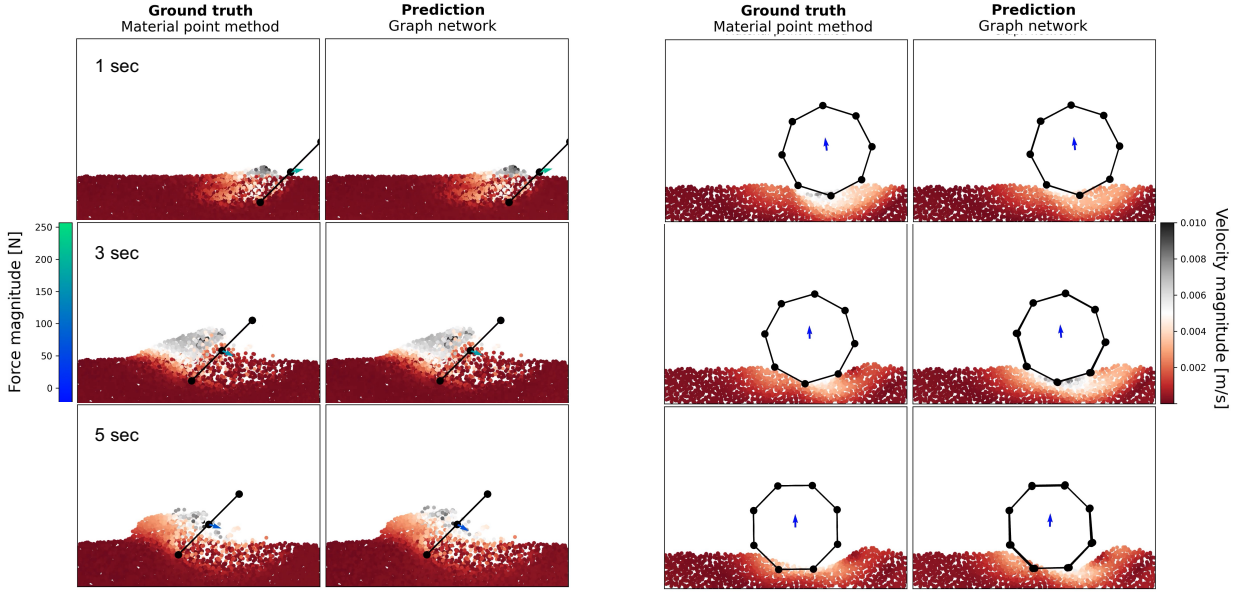 Ground truth
Material point method
Prediction
Graph network
Ground truth
Material point method
Prediction
Graph network
1 sec
3 sec
5 sec
Force magnitude [N]
250
200
150
100
50
0
Velocity magnitude [m/s]
0.010
0.008
0.006
0.004
0.002